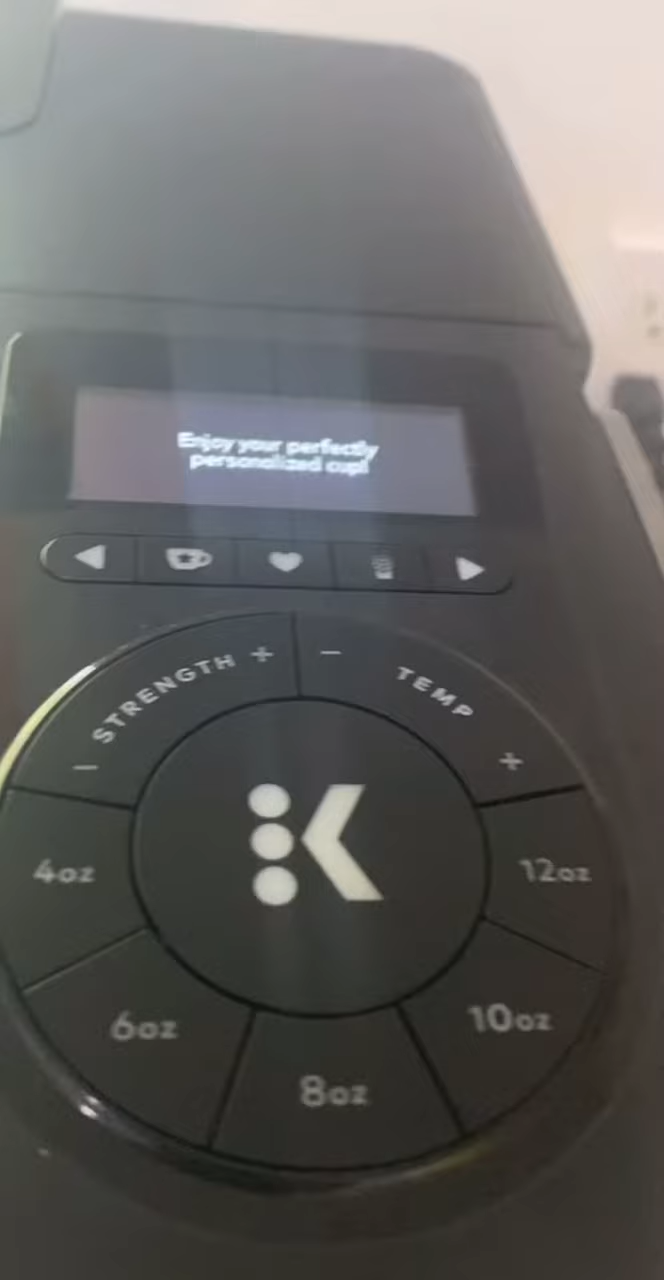 Enjoy your perfectly
personalized cup!
- STRENGTH +
- TEMP +
4oz
12oz
6oz
10oz
8oz
K